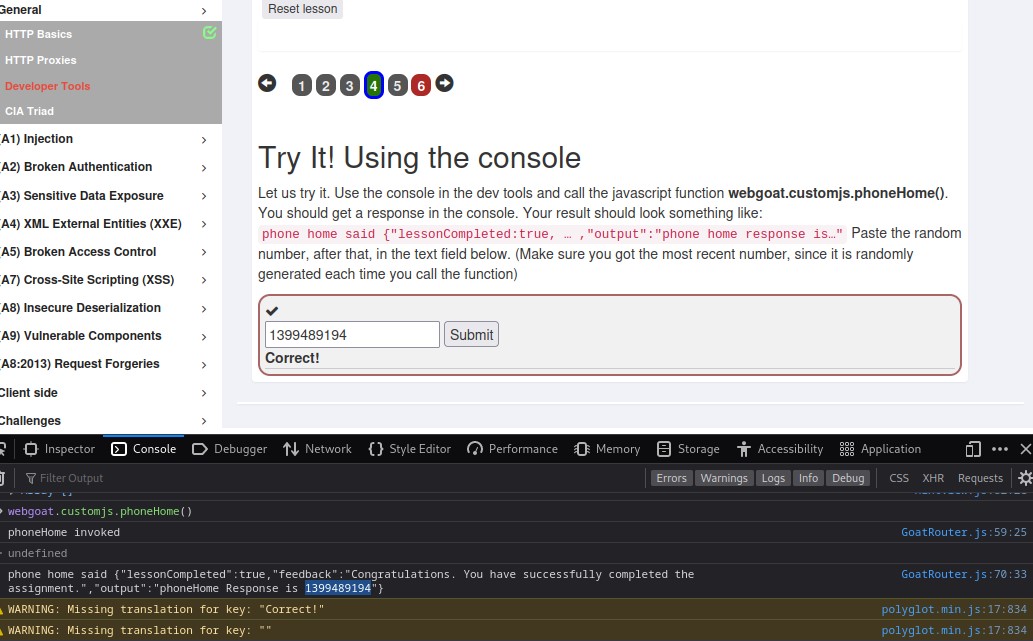 General
HTTP Basics
HTTP Proxies
Developer Tools
CIA Triad
(A1) Injection
(A2) Broken Authentication
(A3) Sensitive Data Exposure
(A4) XML External Entities (XXE)
(A5) Broken Access Control
(A7) Cross-Site Scripting (XSS)
(A8) Insecure Deserialization
(A9) Vulnerable Components
(A8:2013) Request Forgeries
Client side
Challenges
Reset lesson
1 2 3 4 5 6
Try It! Using the console
Let us try it. Use the console in the dev tools and call the javascript function webgoat.customjs.phoneHome().
You should get a response in the console. Your result should look something like:
phone home said {"lessonCompleted:true, … ,"output":"phone home response is…" Paste the random
number, after that, in the text field below. (Make sure you got the most recent number, since it is randomly
generated each time you call the function)
1399489194 Submit
Correct!
Inspector Console Debugger Network Style Editor Performance Memory Storage Accessibility Application
Filter Output Errors Warnings Logs Info Debug CSS XHR Requests
webgoat.customjs.phoneHome()
phoneHome invoked GoatRouter.js:59:25
undefined
phone home said {"lessonCompleted":true,"feedback":"Congratulations. You have successfully completed the GoatRouter.js:70:33
assignment.","output":"phoneHome Response is 1399489194"}
WARNING: Missing translation for key: "Correct!" polyglot.min.js:17:834
WARNING: Missing translation for key: "" polyglot.min.js:17:834